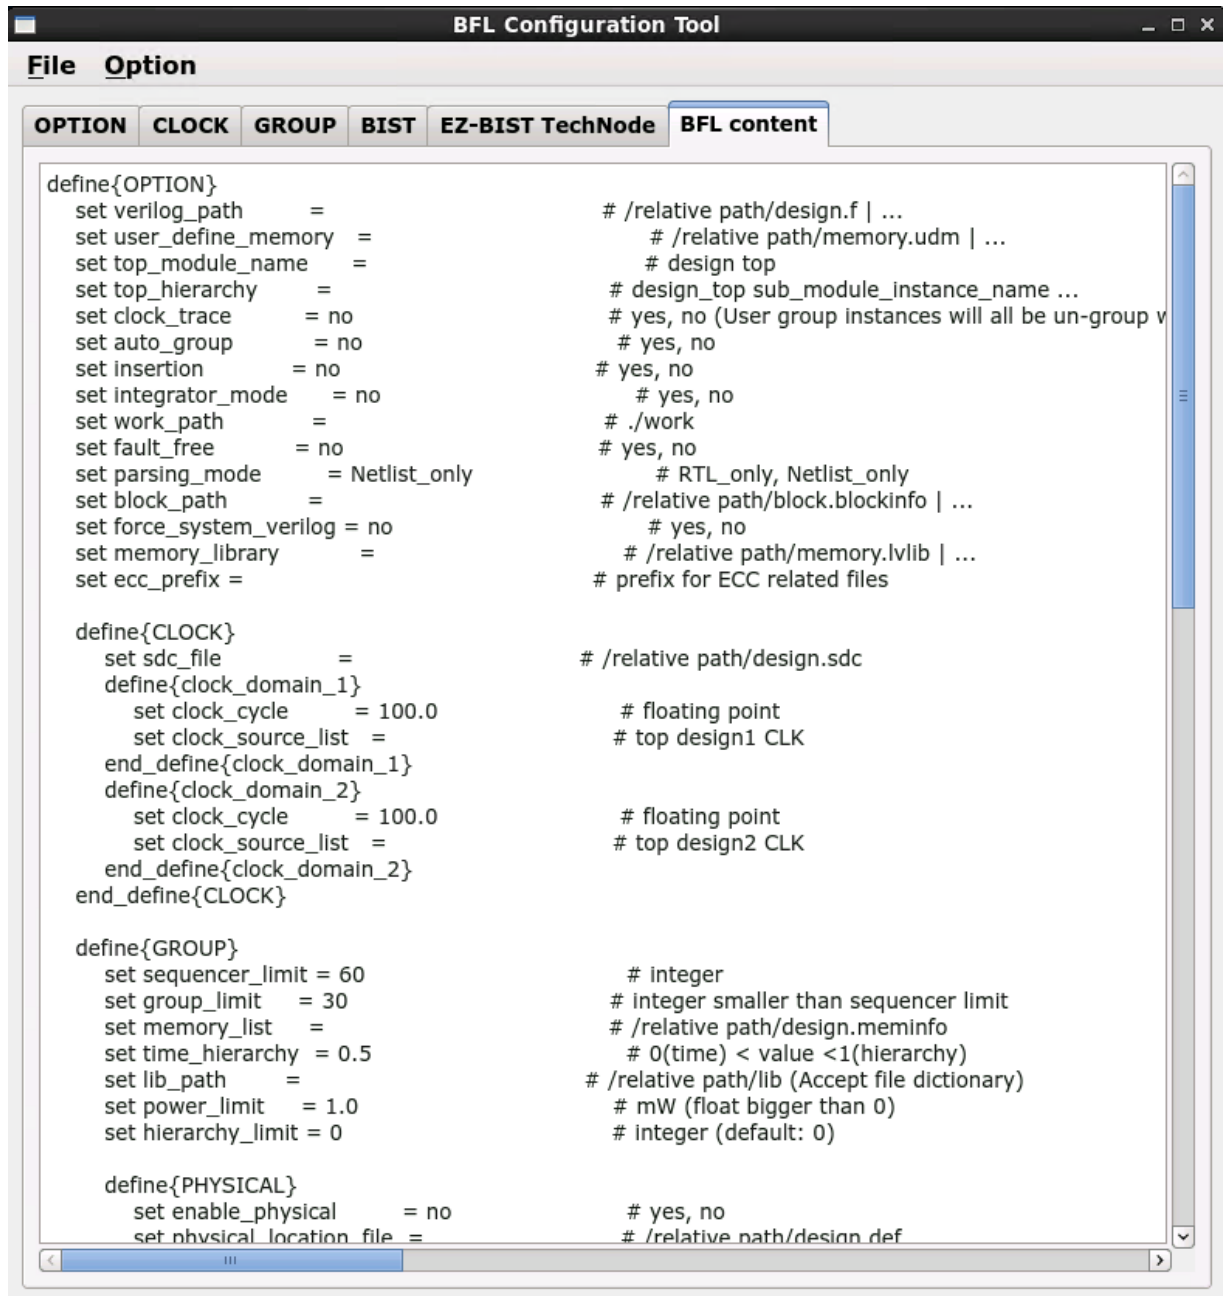 BFL Configuration Tool
File Option
OPTION CLOCK GROUP BIST EZ-BIST TechNode BFL content
define{OPTION}
set verilog_path = # /relative path/design.f | ...
set user_define_memory = # /relative path/memory.udm | ...
set top_module_name = # design top
set top_hierarchy = # design_top sub_module_instance_name ...
set clock_trace = no # yes, no (User group instances will all be un-group
set auto_group = no # yes, no
set insertion = no # yes, no
set integrator_mode = no # yes, no
set work_path = # ./work
set fault_free = no # yes, no
set parsing_mode = Netlist_only # RTL_only, Netlist_only
set block_path = # /relative path/block.blockinfo | ...
set force_system_verilog = no # yes, no
set memory_library = # /relative path/memory.lvlib | ...
set ecc_prefix = # prefix for ECC related files
define{CLOCK}
set sdc_file = # /relative path/design.sdc
define{clock_domain_1}
set clock_cycle = 100.0 # floating point
set clock_source_list = # top design1 CLK
end_define{clock_domain_1}
define{clock_domain_2}
set clock_cycle = 100.0 # floating point
set clock_source_list = # top design2 CLK
end_define{clock_domain_2}
end_define{CLOCK}
define{GROUP}
set sequencer_limit = 60 # integer
set group_limit = 30 # integer smaller than sequencer limit
set memory_list = # /relative path/design.meminfo
set time_hierarchy = 0.5 # 0(time) < value <1(hierarchy)
set lib_path = # /relative path/lib (Accept file dictionary)
set power_limit = 1.0 # mW (float bigger than 0)
set hierarchy_limit = 0 # integer (default: 0)
define{PHYSICAL}
set enable_physical = no # yes, no
set physical_location_file = # /relative path/design.def